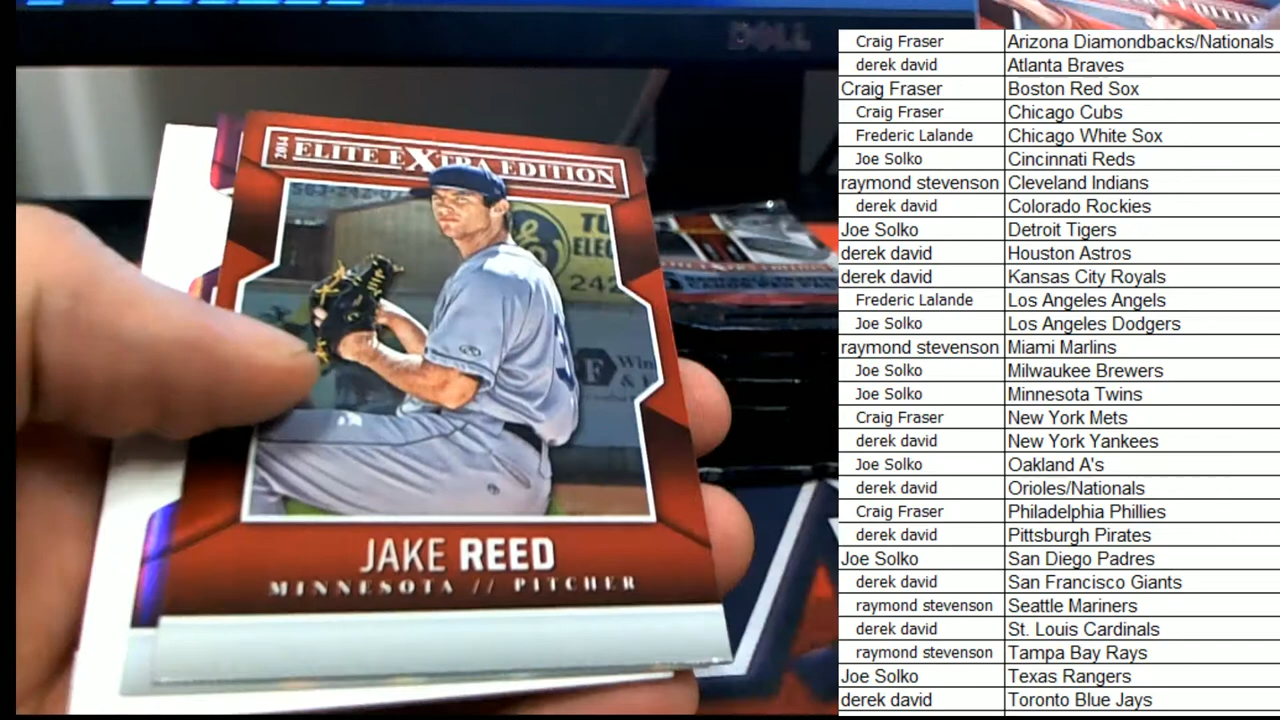 DELL
2014 ELITE EXTRA EDITION
JAKE REED
MINNESOTA // PITCHER
Craig Fraser Arizona Diamondbacks/Nationals
derek david Atlanta Braves
Craig Fraser Boston Red Sox
Craig Fraser Chicago Cubs
Frederic Lalande Chicago White Sox
Joe Solko Cincinnati Reds
raymond stevenson Cleveland Indians
derek david Colorado Rockies
Joe Solko Detroit Tigers
derek david Houston Astros
derek david Kansas City Royals
Frederic Lalande Los Angeles Angels
Joe Solko Los Angeles Dodgers
raymond stevenson Miami Marlins
Joe Solko Milwaukee Brewers
Joe Solko Minnesota Twins
Craig Fraser New York Mets
derek david New York Yankees
Joe Solko Oakland A's
derek david Orioles/Nationals
Craig Fraser Philadelphia Phillies
derek david Pittsburgh Pirates
Joe Solko San Diego Padres
derek david San Francisco Giants
raymond stevenson Seattle Mariners
derek david St. Louis Cardinals
raymond stevenson Tampa Bay Rays
Joe Solko Texas Rangers
derek david Toronto Blue Jays